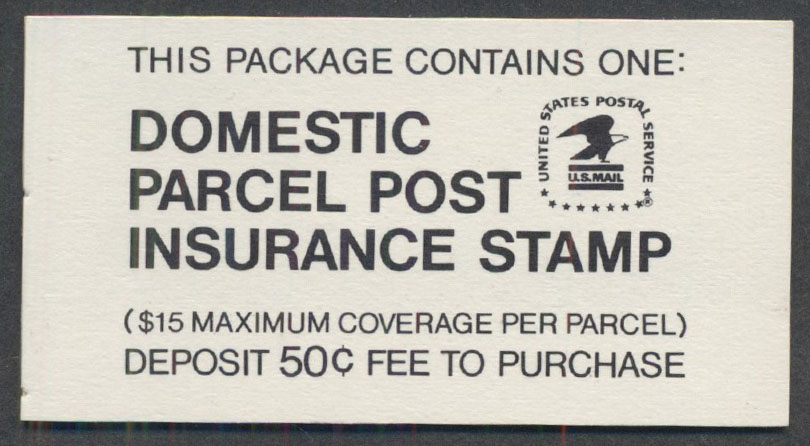 THIS PACKAGE CONTAINS ONE:
DOMESTIC
PARCEL POST
INSURANCE STAMP
UNITED STATES POSTAL SERVICE
U.S.MAIL
®
($15 MAXIMUM COVERAGE PER PARCEL)
DEPOSIT 50¢ FEE TO PURCHASE